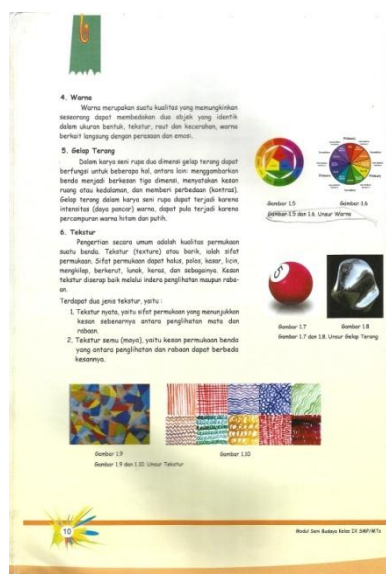 4. Warna
Warna merupakan suatu kualitas yang memungkinkan
seseorang dapat membedakan dua objek yang identik
dalam ukuran bentuk, tekstur, raut dan kecerahan, warna
berkait langsung dengan perasaan dan emosi.
5. Gelap Terang
Dalam karya seni rupa dua dimensi gelap terang dapat
berfungsi untuk beberapa hal, antara lain: menggambarkan
benda menjadi berkesan tiga dimensi, menyatakan kesan
ruang atau kedalaman, dan memberi perbedaan (kontras).
Gelap terang dalam karya seni rupa dapat terjadi karena
intensitas (daya pancar) warna, dapat pula terjadi karena
percampuran warna hitam dan putih.
Gambar 1.5
Gambar 1.6
Gambar 1.5 dan 1.6. Unsur Warna
6. Tekstur
Pengertian secara umum adalah kualitas permukaan
suatu benda. Tekstur (texture) atau barik, ialah sifat
permukaan. Sifat permukaan dapat halus, polos, kasar, licin,
mengkilap, berkerut, lunak, keras, dan sebagainya. Kesan
tekstur diserap baik melalui indera penglihatan maupun raba-
an.
Terdapat dua jenis tekstur, yaitu :
1. Tekstur nyata, yaitu sifat permukaan yang menunjukkan
kesan sebenarnya antara penglihatan mata dan
rabaan.
2. Tekstur semu (maya), yaitu kesan permukaan benda
yang antara penglihatan dan rabaan dapat berbeda
kesannya.
Gambar 1.7
Gambar 1.8
Gambar 1.7 dan 1.8. Unsur Gelap Terang
Gambar 1.9
Gambar 1.10
Gambar 1.9 dan 1.10. Unsur Tekstur
10
Modul Seni Budaya Kelas IX SMP/MTs